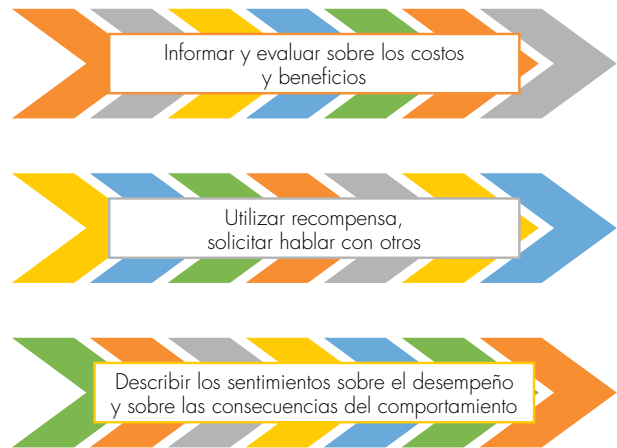 Informar y evaluar sobre los costos
y beneficios
Utilizar recompensa,
solicitar hablar con otros
Describir los sentimientos sobre el desempeño
y sobre las consecuencias del comportamiento